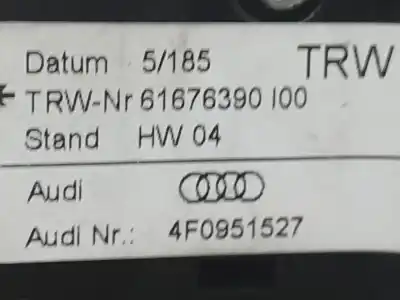 Datum 5/185 TRW
TRW-Nr 61676390 I00
Stand HW 04
Audi
Audi Nr.: 4F0951527